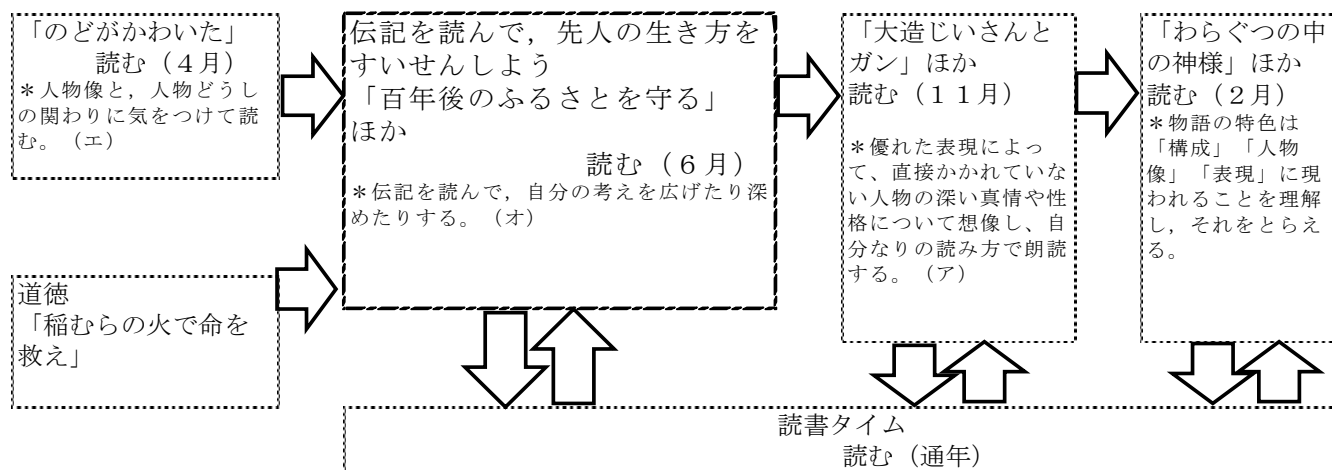 「のどがかわいた」
読む（４月）
＊人物像と，人物どうし
の関わりに気をつけて読
む。（エ）
道徳
「稲むらの火で命を
救え」
伝記を読んで，先人の生き方を
すいせんしよう
「百年後のふるさとを守る」
ほか
読む（６月）
＊伝記を読んで，自分の考えを広げたり深
めたりする。（オ）
「大造じいさんと
ガン」ほか
読む（１１月）
＊優れた表現によっ
て、直接かかれていな
い人物の深い真情や性
格について想像し、自
分なりの読み方で朗読
する。（ア）
「わらぐつの中
の神様」ほか
読む（２月）
＊物語の特色は
「構成」「人物
像」「表現」に現
われることを理解
し，それをとらえ
る。
読書タイム
読む（通年）